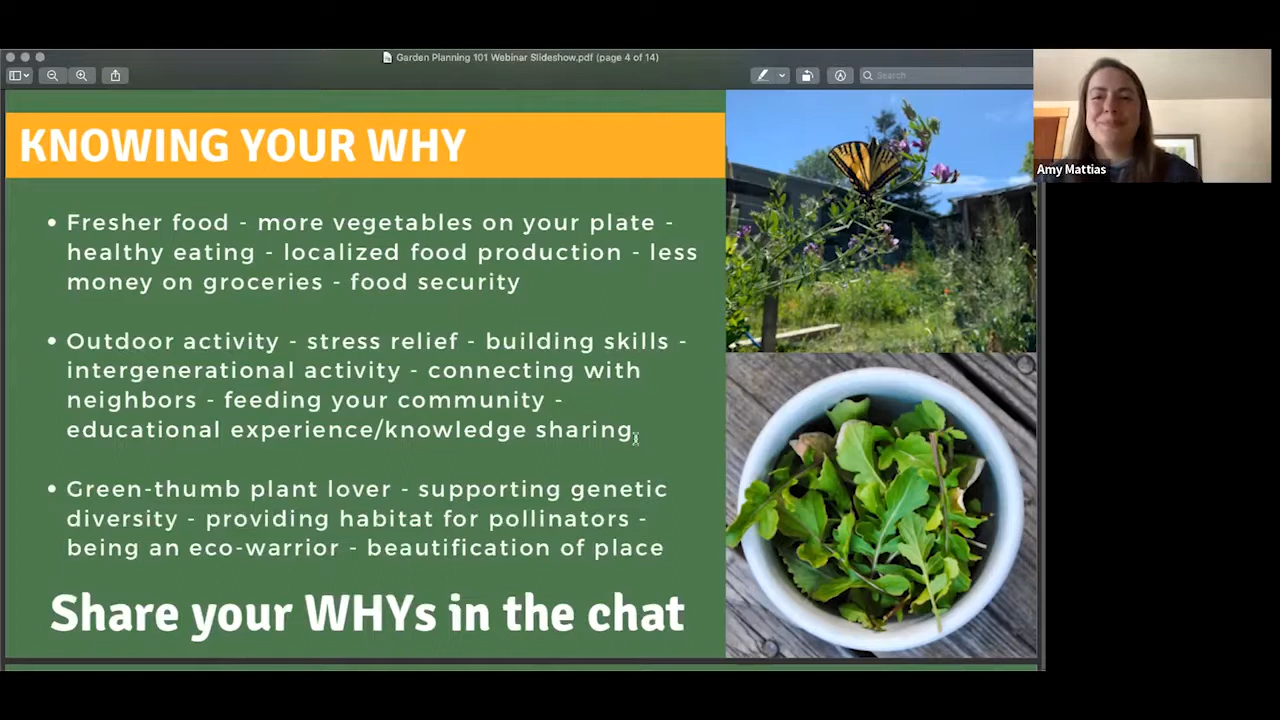 Garden Planning 101 Webinar Slideshow.pdf (page 4 of 14)
Search
KNOWING YOUR WHY
• Fresher food - more vegetables on your plate -
healthy eating - localized food production - less
money on groceries - food security
• Outdoor activity - stress relief - building skills -
intergenerational activity - connecting with
neighbors - feeding your community -
educational experience/knowledge sharing
• Green-thumb plant lover - supporting genetic
diversity - providing habitat for pollinators -
being an eco-warrior - beautification of place
Share your WHYs in the chat
Amy Mattias